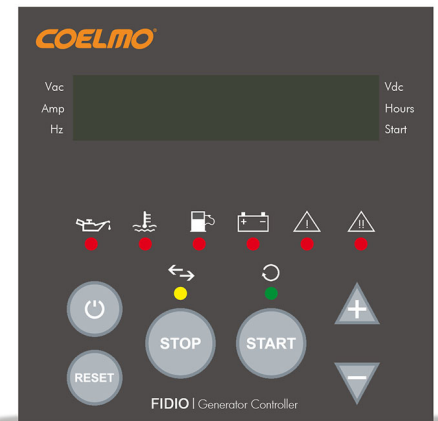 COELMO
Vac
Vdc
Amp
Hours
Hz
Start
STOP
START
RESET
FIDIO | Generator Controller